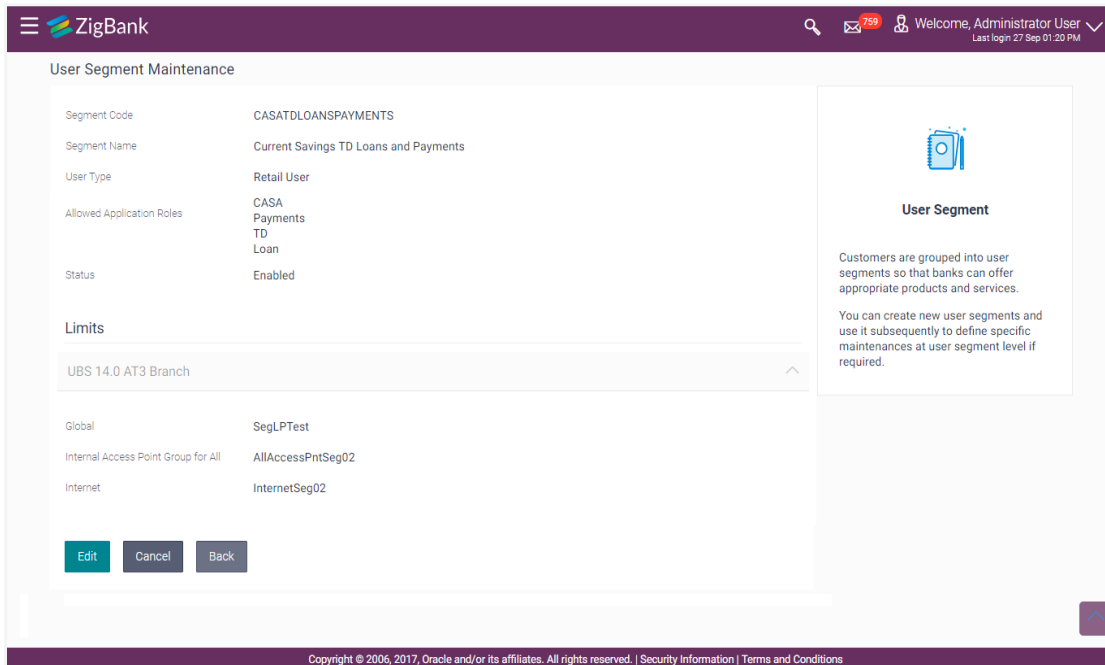 ZigBank
759
Welcome, Administrator User
Last login 27 Sep 01:20 PM
User Segment Maintenance
Segment Code CASATDLOANSPAYMENTS
Segment Name Current Savings TD Loans and Payments
User Type Retail User
Allowed Application Roles CASA
Payments
TD
Loan
Status Enabled
Limits
UBS 14.0 AT3 Branch
Global SegLPTest
Internal Access Point Group for All AllAccessPntSeg02
Internet InternetSeg02
Edit Cancel Back
User Segment
Customers are grouped into user
segments so that banks can offer
appropriate products and services.
You can create new user segments and
use it subsequently to define specific
maintenances at user segment level if
required.
Copyright © 2006, 2017, Oracle and/or its affiliates. All rights reserved. | Security Information | Terms and Conditions